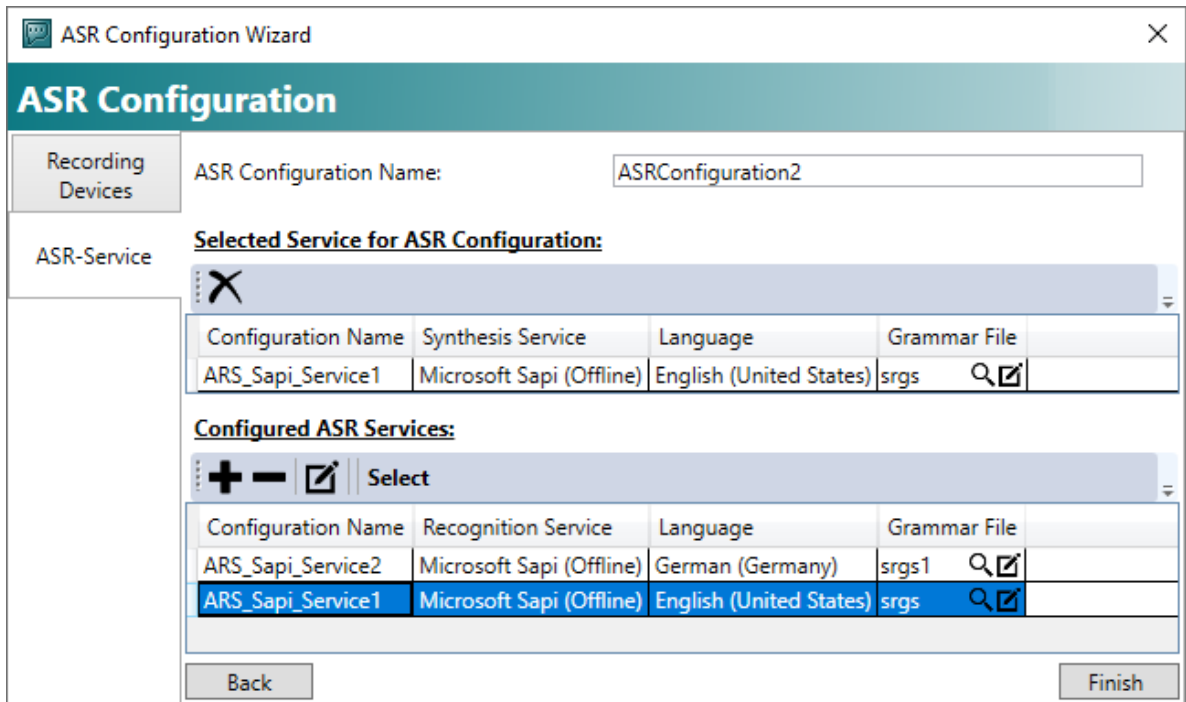 ASR Configuration Wizard
ASR Configuration
Recording
Devices
ASR-Service
ASR Configuration Name: ASRConfiguration2
Selected Service for ASR Configuration:
Configuration Name Synthesis Service Language Grammar File
ARS_Sapi_Service1 Microsoft Sapi (Offline) English (United States) srgs
Configured ASR Services:
Select
Configuration Name Recognition Service Language Grammar File
ARS_Sapi_Service2 Microsoft Sapi (Offline) German (Germany) srgs1
ARS_Sapi_Service1 Microsoft Sapi (Offline) English (United States) srgs
Back Finish